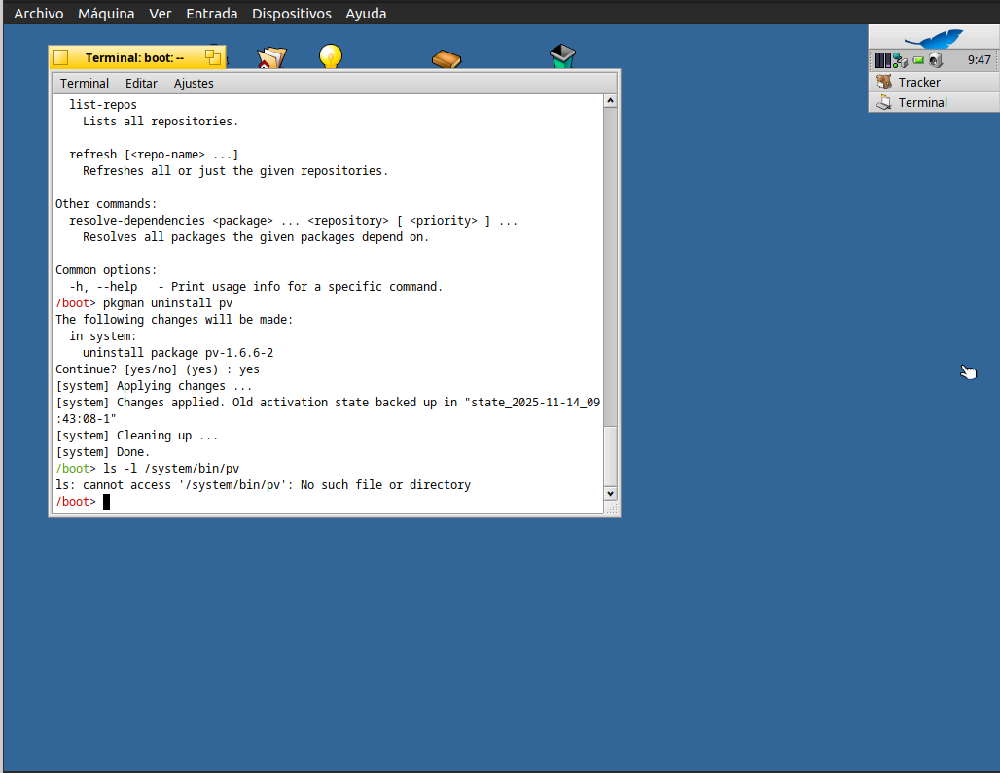 Archivo Máquina Ver Entrada Dispositivos Ayuda
9:47
Tracker
Terminal
Terminal: boot: --
Terminal Editar Ajustes
list-repos
Lists all repositories.
refresh [<repo-name> ...]
Refreshes all or just the given repositories.
Other commands:
resolve-dependencies <package> ... <repository> [ <priority> ] ...
Resolves all packages the given packages depend on.
Common options:
-h, --help   - Print usage info for a specific command.
/boot> pkgman uninstall pv
The following changes will be made:
in system:
uninstall package pv-1.6.6-2
Continue? [yes/no] (yes) : yes
[system] Applying changes ...
[system] Changes applied. Old activation state backed up in "state_2025-11-14_09
:43:08-1"
[system] Cleaning up ...
[system] Done.
/boot> ls -l /system/bin/pv
ls: cannot access '/system/bin/pv': No such file or directory
/boot>